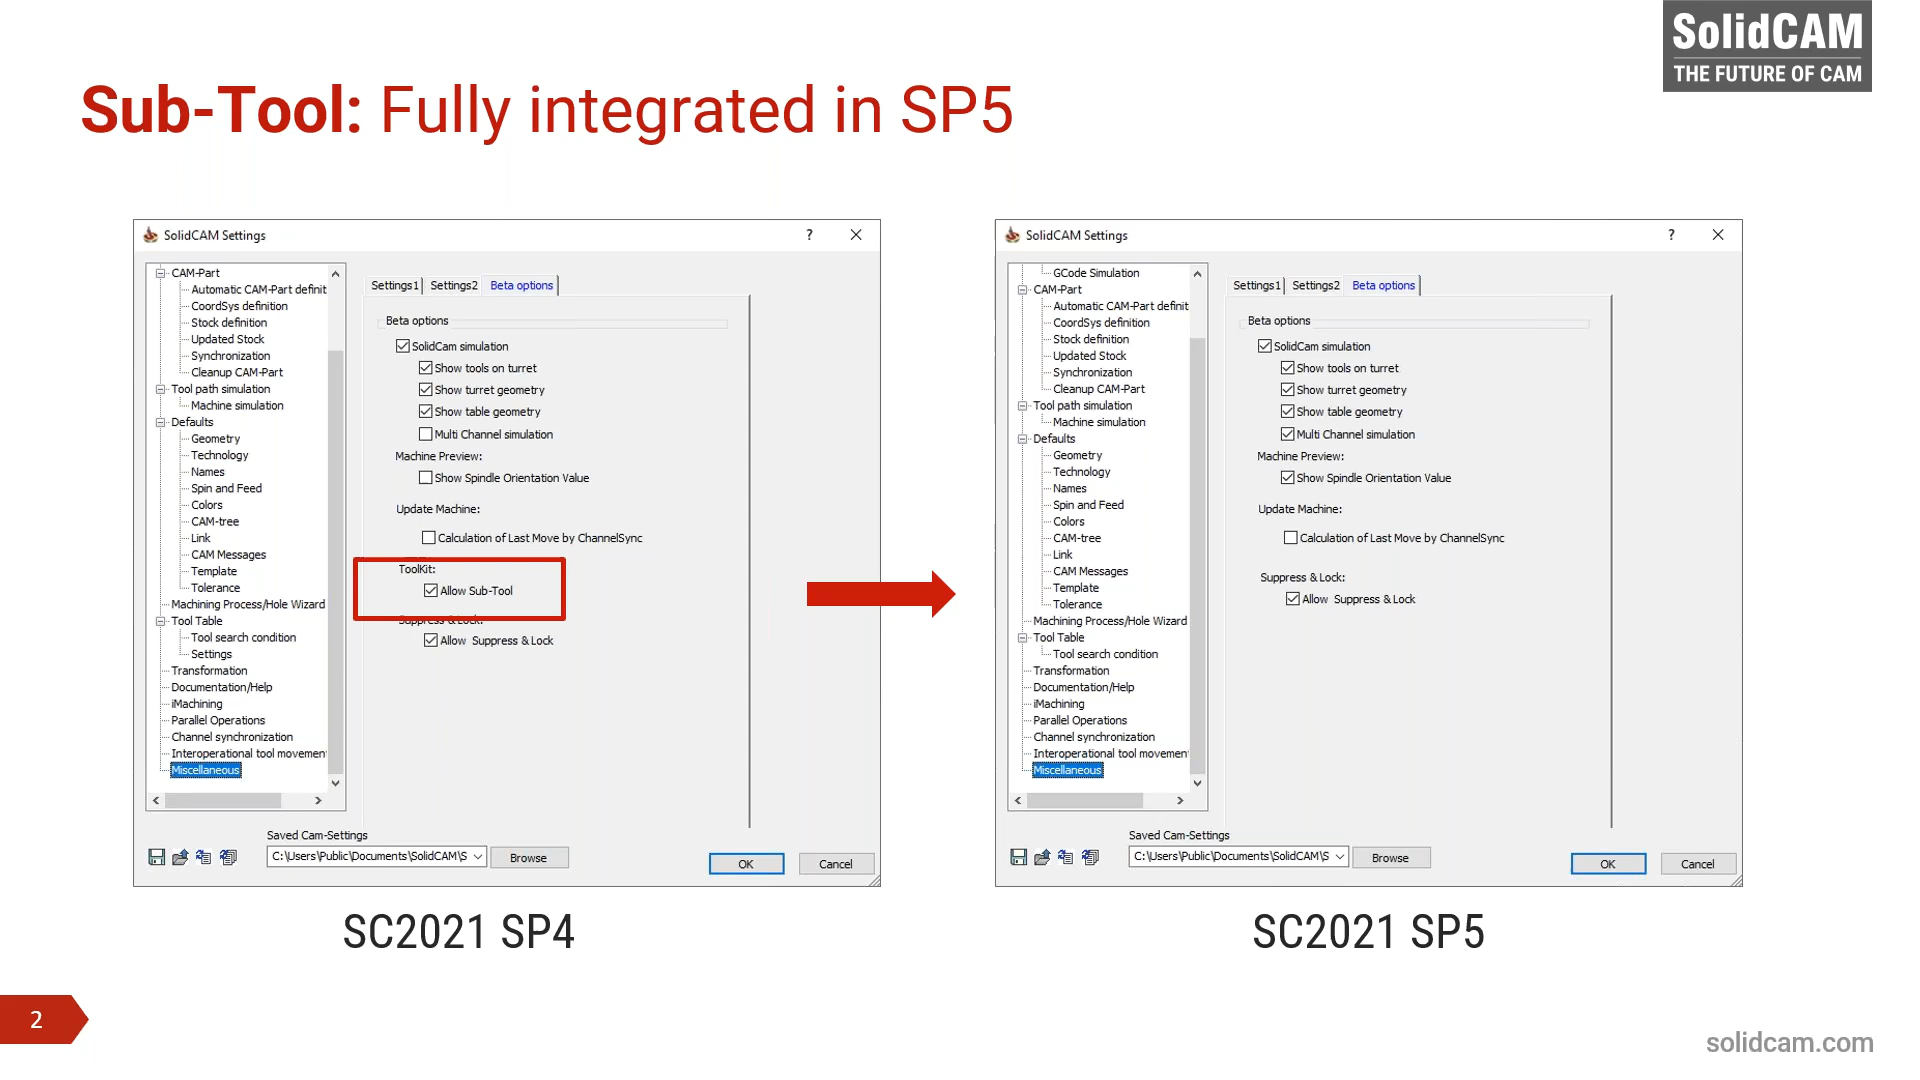 SolidCAM
THE FUTURE OF CAM
Sub-Tool: Fully integrated in SP5
SolidCAM Settings
?
CAM-Part
Automatic CAM-Part definit
CoordSys definition
Stock definition
Updated Stock
Synchronization
Cleanup CAM-Part
Tool path simulation
Machine simulation
Defaults
Geometry
Technology
Names
Spin and Feed
Colors
CAM-tree
Link
CAM Messages
Template
Tolerance
Machining Process/Hole Wizard
Tool Table
Tool search condition
Settings
Transformation
Documentation/Help
iMachining
Parallel Operations
Channel synchronization
Interoperational tool movemen
Miscellaneous
Settings1 Settings2 Beta options
Beta options
SolidCam simulation
Show tools on turret
Show turret geometry
Show table geometry
Multi Channel simulation
Machine Preview:
Show Spindle Orientation Value
Update Machine:
Calculation of Last Move by ChannelSync
ToolKit:
Allow Sub-Tool
Suppress & Lock:
Allow Suppress & Lock
Saved Cam-Settings
C:\Users\Public\Documents\SolidCAM\S
Browse
OK
Cancel
SC2021 SP4
SolidCAM Settings
?
GCode Simulation
CAM-Part
Automatic CAM-Part definit
CoordSys definition
Stock definition
Updated Stock
Synchronization
Cleanup CAM-Part
Tool path simulation
Machine simulation
Defaults
Geometry
Technology
Names
Spin and Feed
Colors
CAM-tree
Link
CAM Messages
Template
Tolerance
Machining Process/Hole Wizard
Tool Table
Tool search condition
Transformation
Documentation/Help
iMachining
Parallel Operations
Channel synchronization
Interoperational tool movemen
Miscellaneous
Settings1 Settings2 Beta options
Beta options
SolidCam simulation
Show tools on turret
Show turret geometry
Show table geometry
Multi Channel simulation
Machine Preview:
Show Spindle Orientation Value
Update Machine:
Calculation of Last Move by ChannelSync
Suppress & Lock:
Allow Suppress & Lock
Saved Cam-Settings
C:\Users\Public\Documents\SolidCAM\S
Browse
OK
Cancel
SC2021 SP5
2
solidcam.com